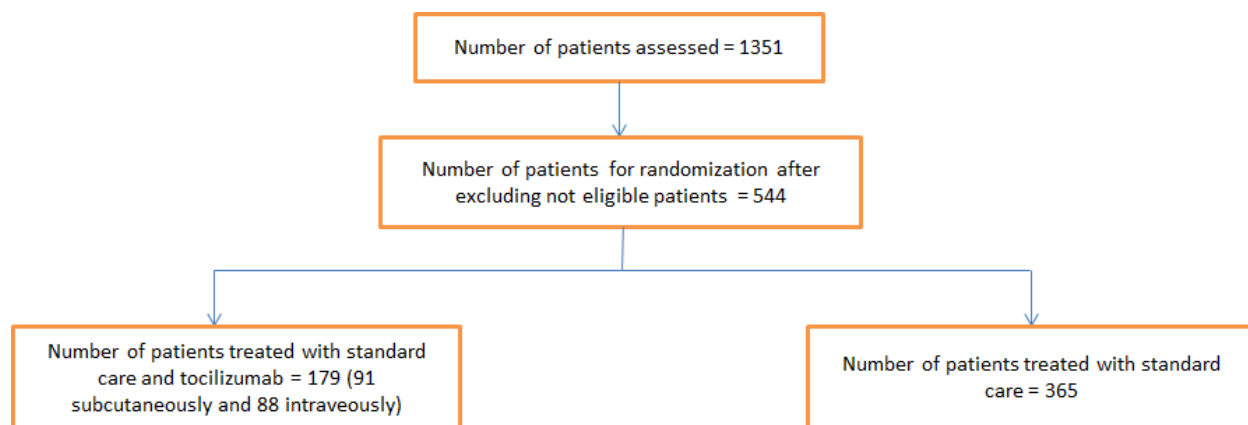 Number of patients assessed = 1351
Number of patients for randomization after
excluding not eligible patients = 544
Number of patients treated with standard
care and tocilizumab = 179 (91
subcutaneously and 88 intraveously)
Number of patients treated with standard
care = 365